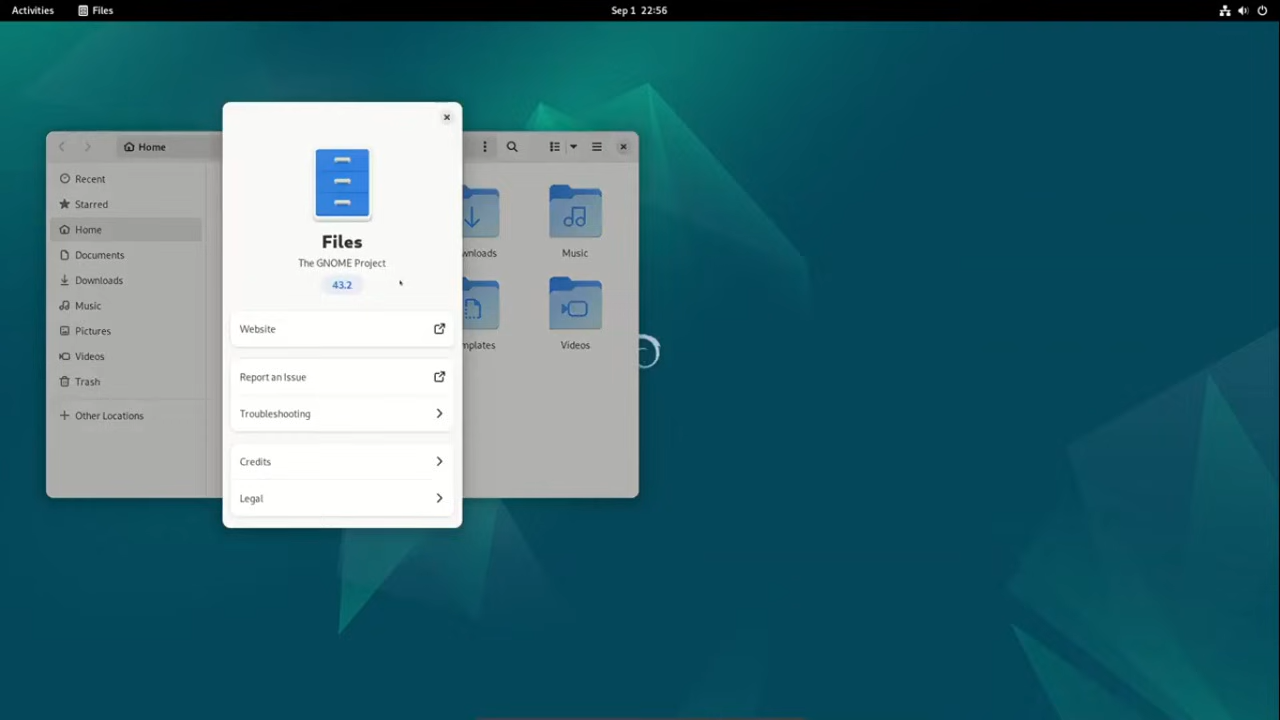 Activities
Files
Sep 1 22:56
Home
Recent
Starred
Home
Documents
Downloads
Music
Pictures
Videos
Trash
Other Locations
Files
The GNOME Project
43.2
Website
Report an Issue
Troubleshooting
Credits
Legal
wnloads
Music
mplates
Videos